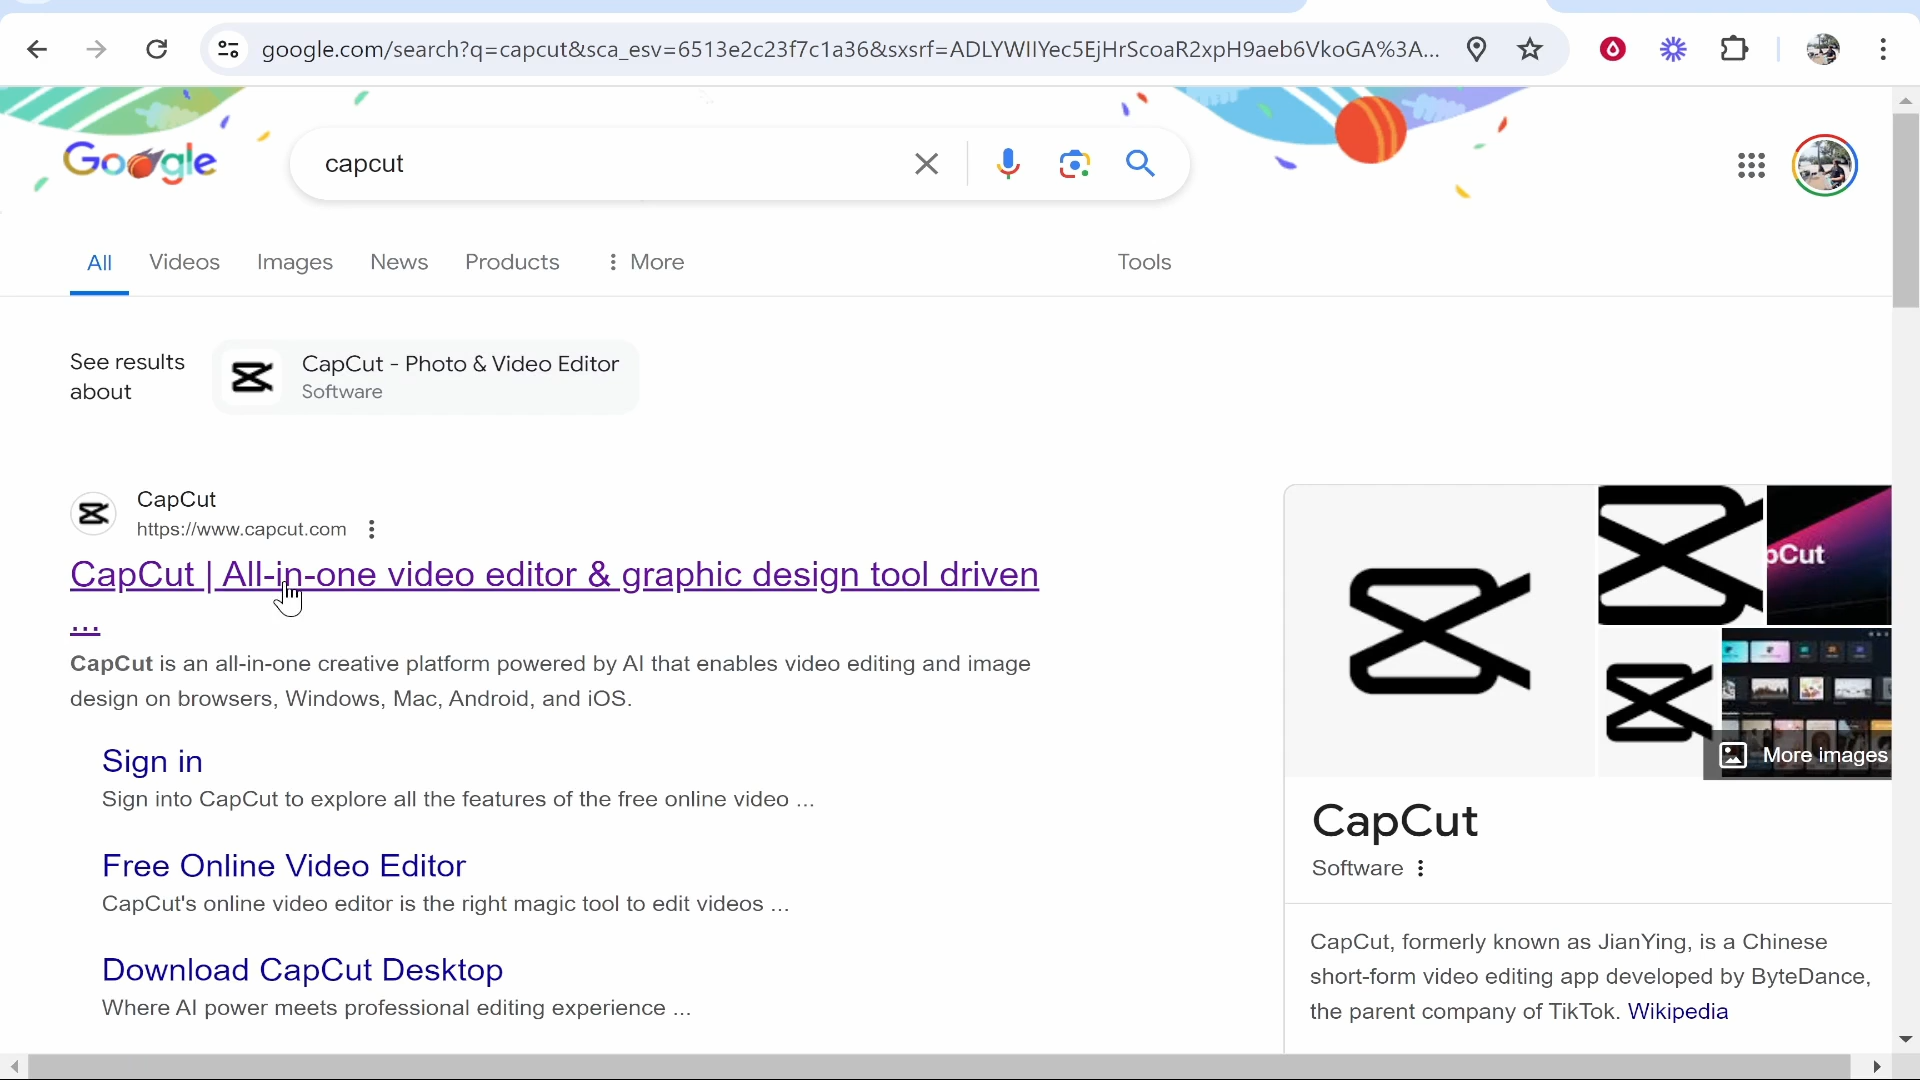 google.com/search?q=capcut&sca_esv=6513e2c23f7c1a36&sxsrf=ADLYWIIYec5EjHrScoaR2xpH9aeb6VkoGA%3A...
Google
capcut
All Videos Images News Products More Tools
See results
about
CapCut - Photo & Video Editor
Software
CapCut
https://www.capcut.com
CapCut | All-in-one video editor & graphic design tool driven
...
CapCut is an all-in-one creative platform powered by AI that enables video editing and image
design on browsers, Windows, Mac, Android, and iOS.
Sign in
Sign into CapCut to explore all the features of the free online video ...
Free Online Video Editor
CapCut's online video editor is the right magic tool to edit videos ...
Download CapCut Desktop
Where AI power meets professional editing experience ...
pCut
More images
CapCut
Software
CapCut, formerly known as JianYing, is a Chinese
short-form video editing app developed by ByteDance,
the parent company of TikTok. Wikipedia